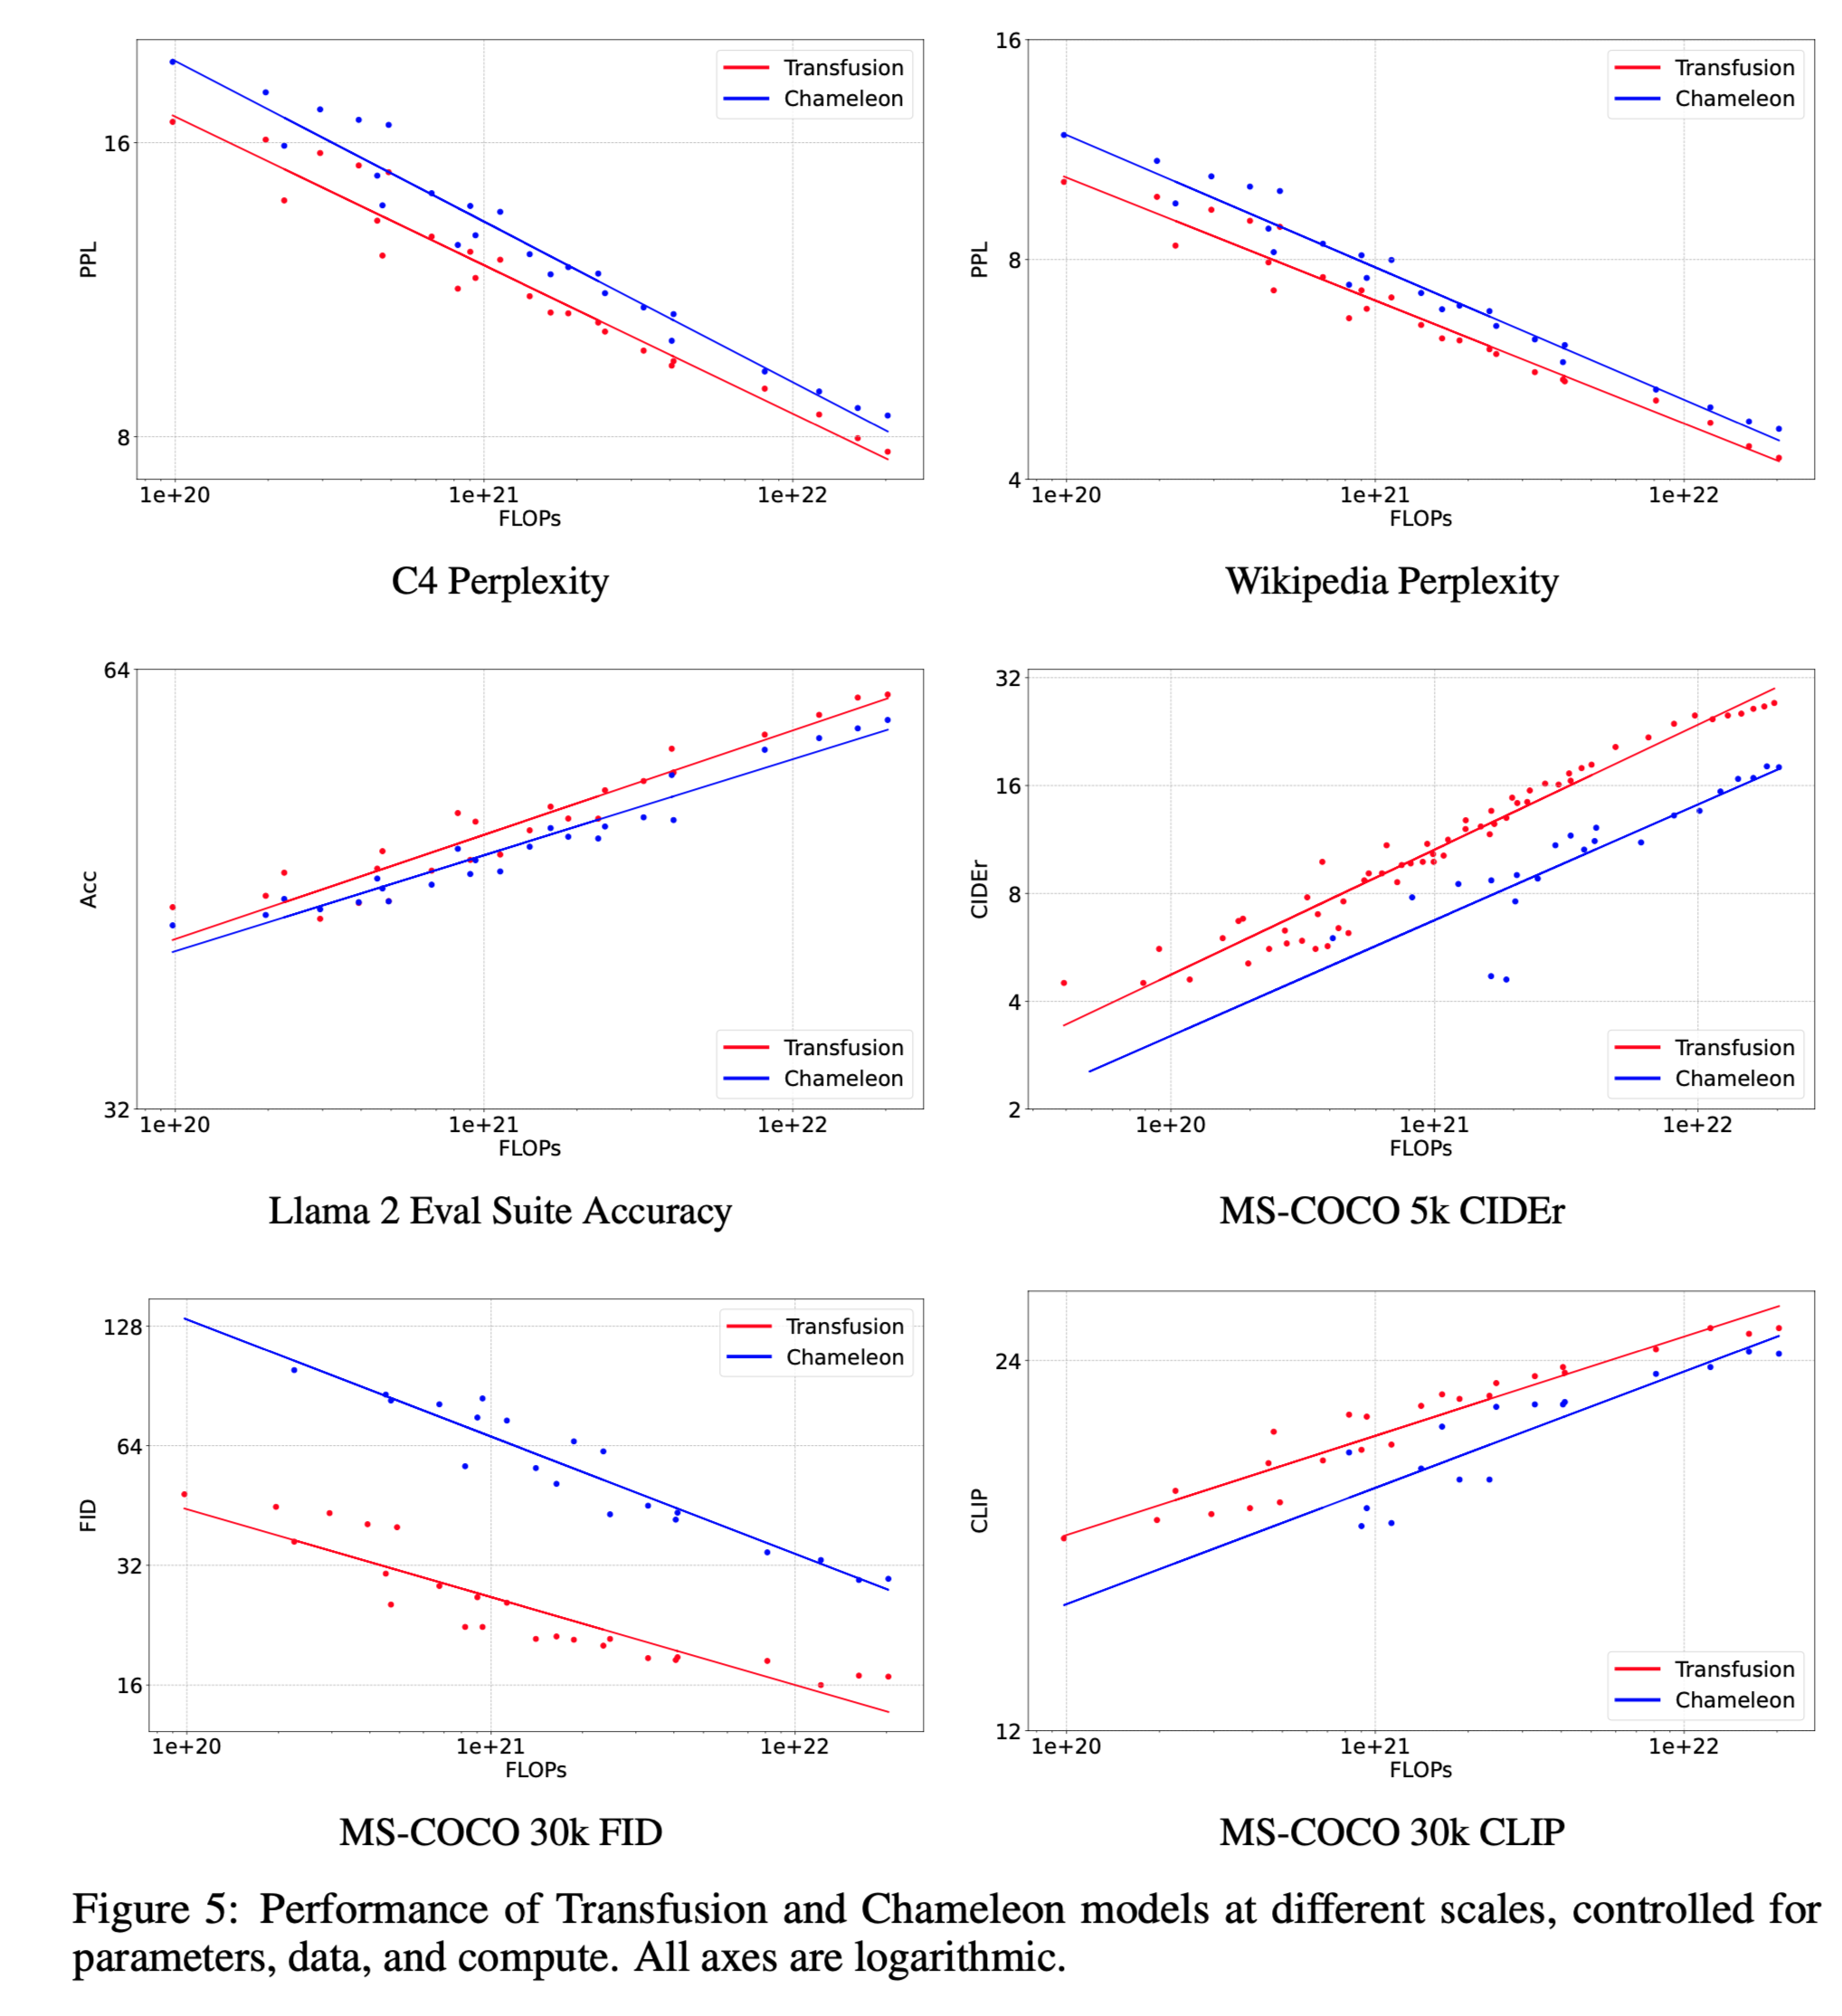 Transfusion
Chameleon
16
8
PPL
1e+20 1e+21 1e+22
FLOPs
C4 Perplexity
Transfusion
Chameleon
16
8
4
PPL
1e+20 1e+21 1e+22
FLOPs
Wikipedia Perplexity
64
32
Acc
Transfusion
Chameleon
1e+20 1e+21 1e+22
FLOPs
Llama 2 Eval Suite Accuracy
32
16
8
4
2
CIDEr
Transfusion
Chameleon
1e+20 1e+21 1e+22
FLOPs
MS-COCO 5k CIDEr
Transfusion
Chameleon
128
64
32
16
FID
1e+20 1e+21 1e+22
FLOPs
MS-COCO 30k FID
24
12
CLIP
Transfusion
Chameleon
1e+20 1e+21 1e+22
FLOPs
MS-COCO 30k CLIP
Figure 5: Performance of Transfusion and Chameleon models at different scales, controlled for
parameters, data, and compute. All axes are logarithmic.